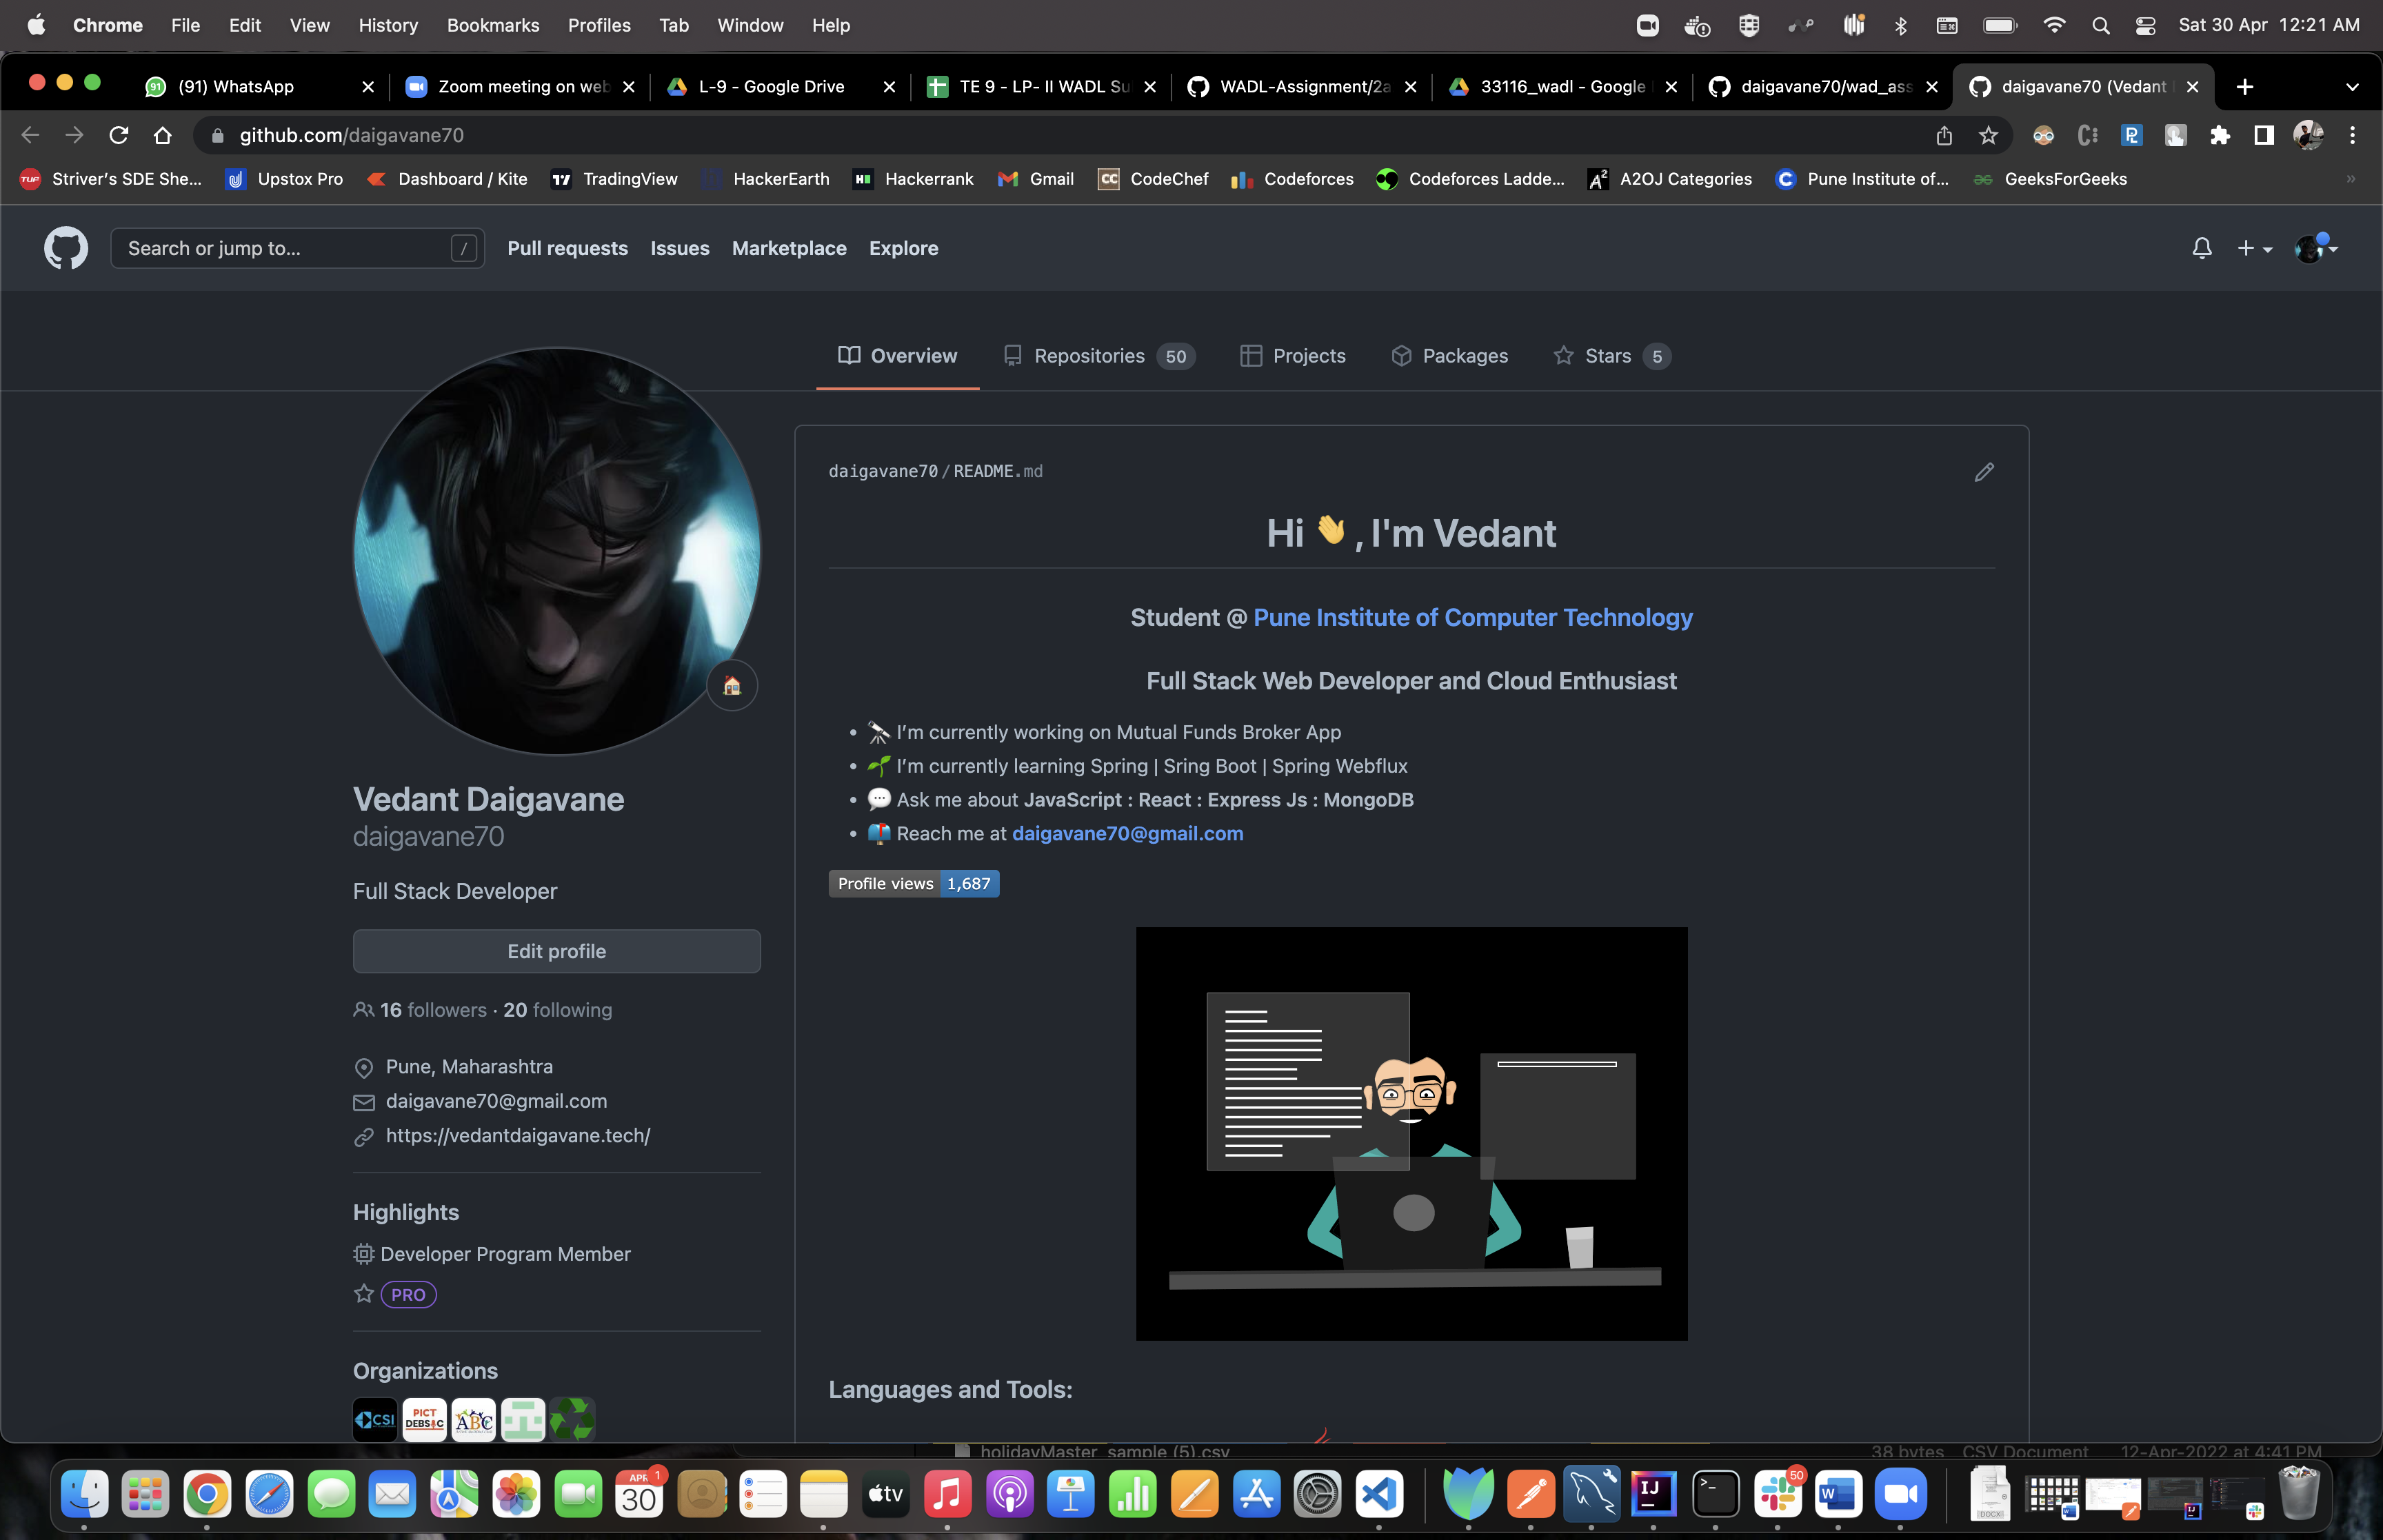 Chrome File Edit View History Bookmarks Profiles Tab Window Help Sat 30 Apr 12:21 AM
(91) WhatsApp
Zoom meeting on web
L-9 - Google Drive
TE 9 - LP- II WADL Su
WADL-Assignment/2a
33116_wadl - Google
daigavane70/wad_ass
daigavane70 (Vedant
github.com/daigavane70
Striver's SDE She... Upstox Pro Dashboard / Kite TradingView HackerEarth Hackerrank Gmail CodeChef Codeforces Codeforces Ladde... A2OJ Categories Pune Institute of... GeeksForGeeks
Search or jump to... /
Pull requests Issues Marketplace Explore
Overview Repositories 50 Projects Packages Stars 5
Vedant Daigavane
daigavane70
Full Stack Developer
Edit profile
16 followers · 20 following
Pune, Maharashtra
daigavane70@gmail.com
https://vedantdaigavane.tech/
Highlights
Developer Program Member
PRO
Organizations
CSI
PICT
DEBSOC
ABC
daigavane70/README.md
Hi 👋, I'm Vedant
Student @ Pune Institute of Computer Technology
Full Stack Web Developer and Cloud Enthusiast
• 🔭 I'm currently working on Mutual Funds Broker App
• 🌱 I'm currently learning Spring | Sring Boot | Spring Webflux
• 💬 Ask me about JavaScript : React : Express Js : MongoDB
• 📫 Reach me at daigavane70@gmail.com
Profile views 1,687
Languages and Tools:
holidayMaster_sample (5).csv 38 bytes CSV Document 12-Apr-2022 at 4:41 PM
APR 1
30
tv
IJ
50
W
DOCX